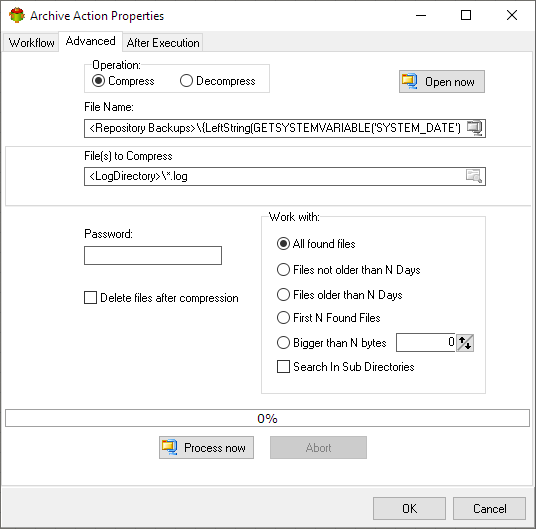 Archive Action Properties
Workflow Advanced After Execution
Operation:
Compress Decompress
Open now
File Name:
<Repository Backups>\{LeftString(GETSYSTEMVARIABLE('SYSTEM_DATE')
File(s) to Compress
<LogDirectory>\*.log
Work with:
Password:
All found files
Files not older than N Days
Delete files after compression
Files older than N Days
First N Found Files
Bigger than N bytes 0
Search In Sub Directories
0%
Process now Abort
OK Cancel